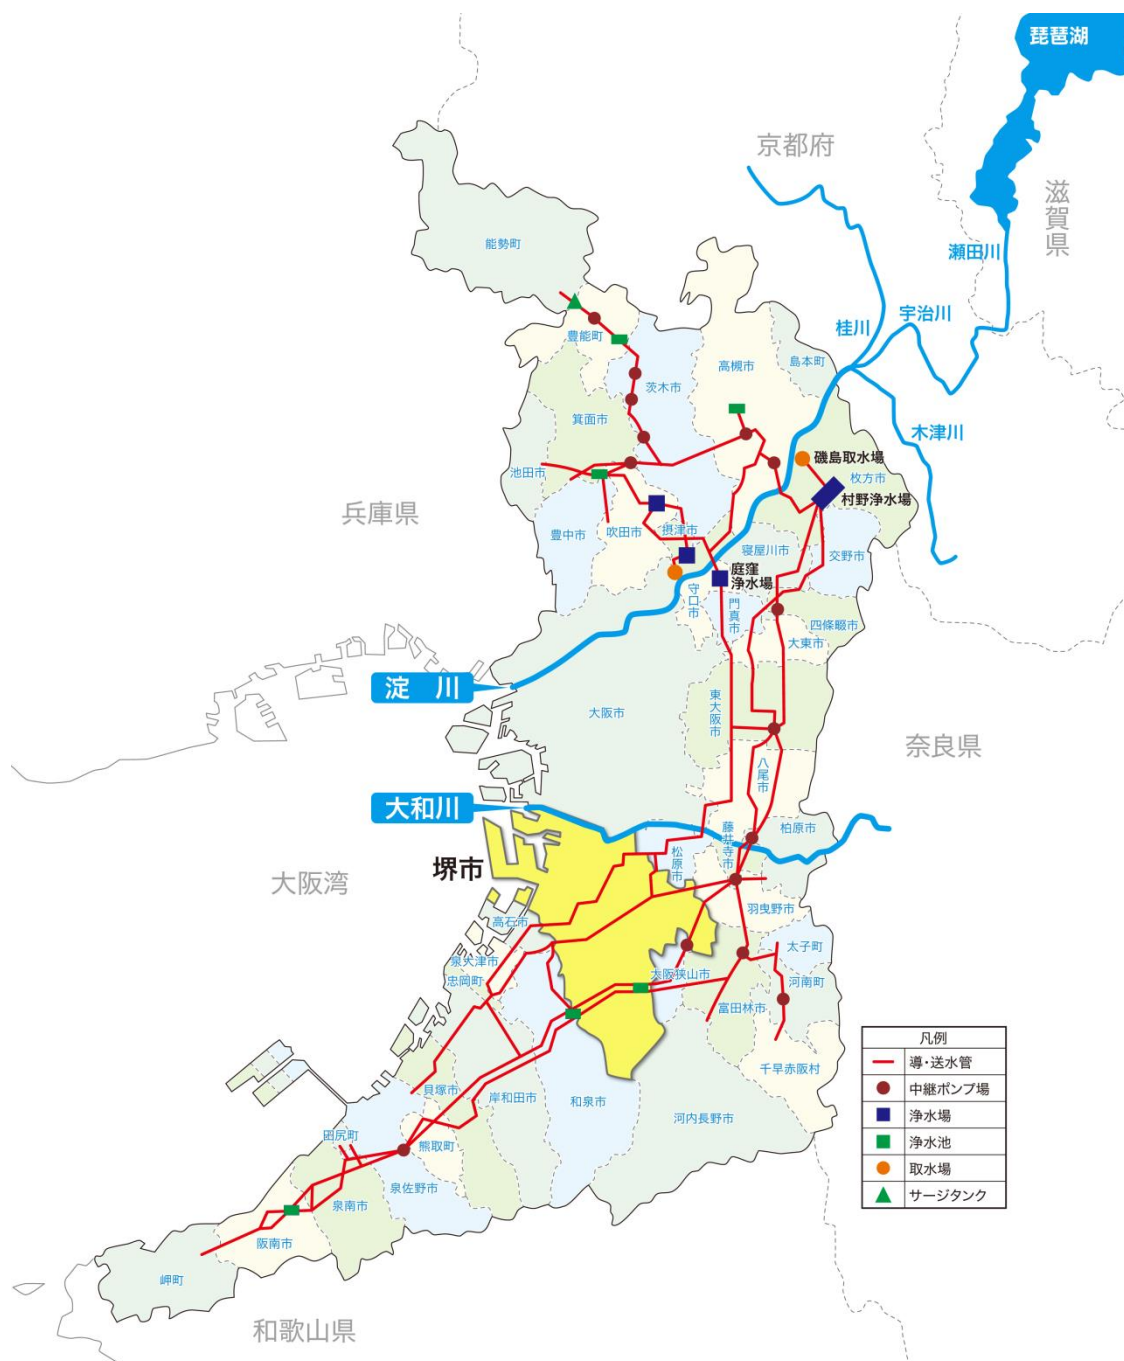 琵琶湖
京都府
滋賀県
瀬田川
宇治川
桂川
木津川
能勢町
豊能町
茨木市
高槻市
島本町
箕面市
池田市
磯島取水場
枚方市
村野浄水場
兵庫県
豊中市
吹田市
摂津市
寝屋川市
交野市
庭窪
浄水場
守口市
門真市
四條畷市
大東市
淀 川
大阪市
東大阪市
奈良県
八尾市
大和川
柏原市
藤井寺市
松原市
堺市
大阪湾
羽曳野市
高石市
太子町
泉大津市
忠岡町
大阪狭山市
河南町
富田林市
千早赤阪村
貝塚市
岸和田市
和泉市
河内長野市
田尻町
熊取町
泉佐野市
泉南市
阪南市
岬町
和歌山県
凡例
導・送水管
中継ポンプ場
浄水場
浄水池
取水場
サージタンク